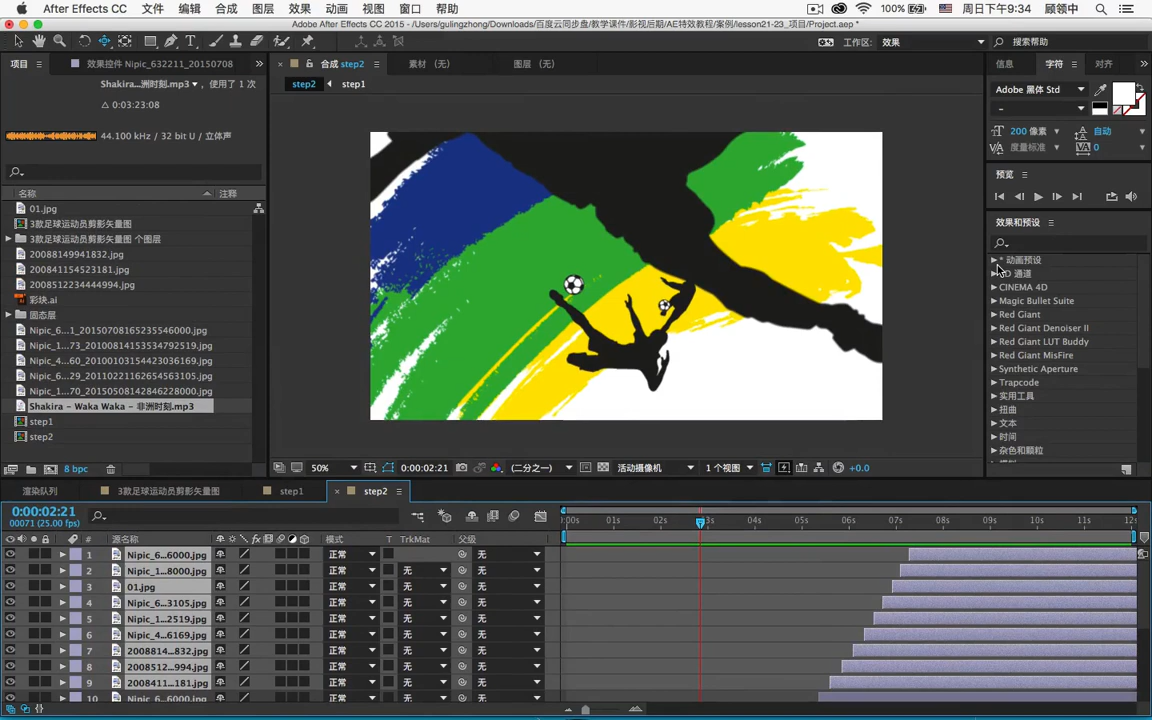 After Effects CC 文件 编辑 合成 图层 效果 动画 视图 窗口 帮助 100% 周日下午9:34 顾领中
Adobe After Effects CC 2015 - /Users/gulingzhong/Downloads/百度云同步盘/教学课件/影视后期/AE特效教程/案例/lesson21-23_项目/Project.aep *
工作区: 效果 搜索帮助
项目 效果控件 Nipic_632211_20150708
合成 step2 素材 (无) 图层 (无)
信息 字符 对齐
Shakira...洲时刻.mp3 , 使用了 1 次
step2 step1
Adobe 黑体 Std
Δ 0:03:23:08
-
44.100 kHz / 32 bit U / 立体声
200 像素 自动
度量标准 0
预览
名称 注释
01.jpg
3款足球运动员剪影矢量图
3款足球运动员剪影矢量图 个图层
20088149941832.jpg
200841154523181.jpg
2008512234444994.jpg
彩块.ai
固态层
Nipic_6...1_20150708165235546000.jpg
Nipic_1...73_20100814145333642519.jpg
Nipic_4...60_20100103154423036169.jpg
Nipic_6...29_20110221162654563105.jpg
Nipic_1...70_20150508142846228000.jpg
Shakira - Waka Waka - 非洲时刻.mp3
step1
step2
8 bpc
效果和预设
* 动画预设
3D 通道
CINEMA 4D
Magic Bullet Suite
Red Giant
Red Giant Denoiser II
Red Giant LUT Buddy
Red Giant MisFire
Synthetic Aperture
Trapcode
实用工具
扭曲
文本
时间
杂色和颗粒
50% 0:00:02:21 (二分之一) 活动摄像机 1 个视图 +0.0
渲染队列 3款足球运动员剪影矢量图 step1 step2
0:00:02:21
00071 (25.00 fps)
:00s 01s 02s 3s 04s 05s 06s 07s 08s 09s 10s 11s 12s
# 源名称 fx 模式 T TrkMat 父级
1 Nipic_6...6000.jpg 正常 无
2 Nipic_1...8000.jpg 正常 无 无
3 01.jpg 正常 无 无
4 Nipic_6...3105.jpg 正常 无 无
5 Nipic_1...2519.jpg 正常 无 无
6 Nipic_4...6169.jpg 正常 无 无
7 2008814...832.jpg 正常 无 无
8 2008512...994.jpg 正常 无 无
9 2008411...181.jpg 正常 无 无
10 Nipic_6...6000.jpg 正常 无 无